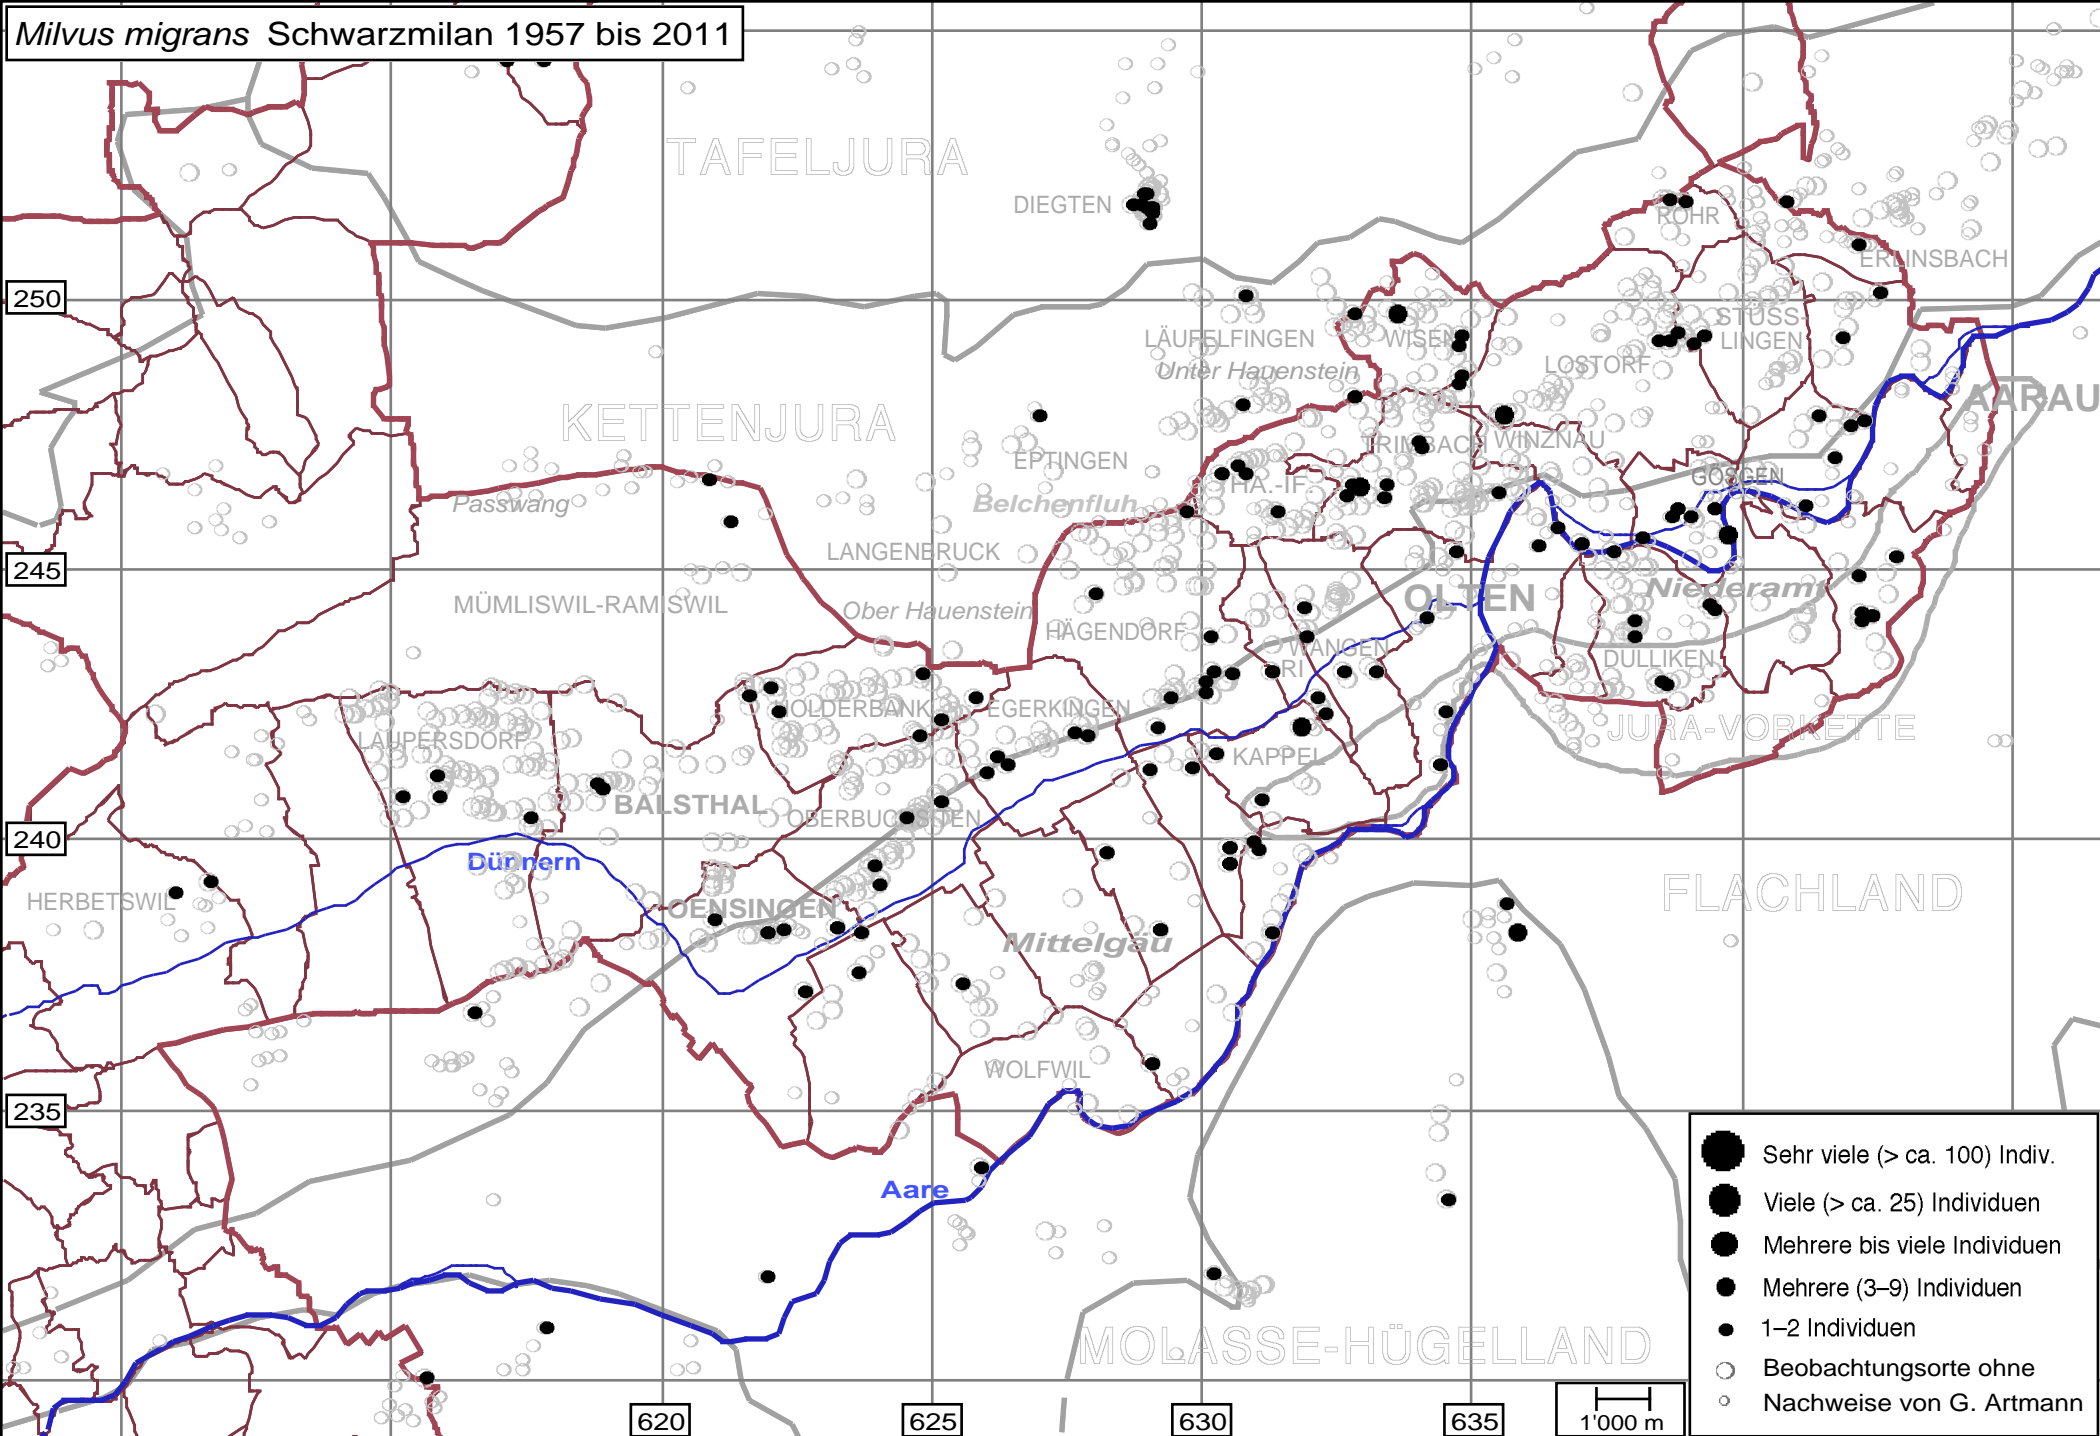 Milvus migrans Schwarzmilan 1957 bis 2011
TAFELJURA
DIEGTEN
ROHR
ERLINSBACH
250
STÜSS-
LINGEN
LÄUFELFINGEN
WISEN
Unter Hauenstein
LOSTORF
AARAU
KETTENJURA
TRIMBACH
WINZNAU
EPTINGEN
GÖSGEN
HA.-IF.
Passwang
Belchenfluh
LANGENBRUCK
245
Niederamt
MÜMLISWIL-RAMISWIL
OLTEN
Ober Hauenstein
HÄGENDORF
WANGEN
RI
DULLIKEN
HOLDERBANK
EGERKINGEN
JURA-VORKETTE
LAUPERSDORF
KAPPEL
BALSTHAL
OBERBUCHSITEN
240
Dünnern
HERBETSWIL
OENSINGEN
FLACHLAND
Mittelgäu
WOLFWIL
235
Aare
MOLASSE-HÜGELLAND
620
625
630
635
1'000 m
Sehr viele (> ca. 100) Indiv.
Viele (> ca. 25) Individuen
Mehrere bis viele Individuen
Mehrere (3–9) Individuen
1–2 Individuen
Beobachtungsorte ohne
Nachweise von G. Artmann